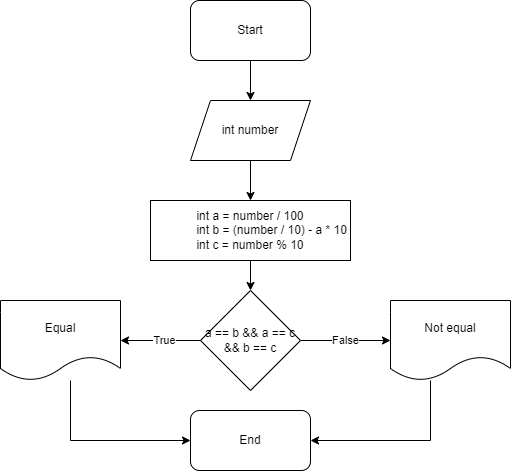 Start
int number
int a = number / 100
int b = (number / 10) - a * 10
int c = number % 10
a == b && a == c
&& b == c
Equal
True
False
Not equal
End